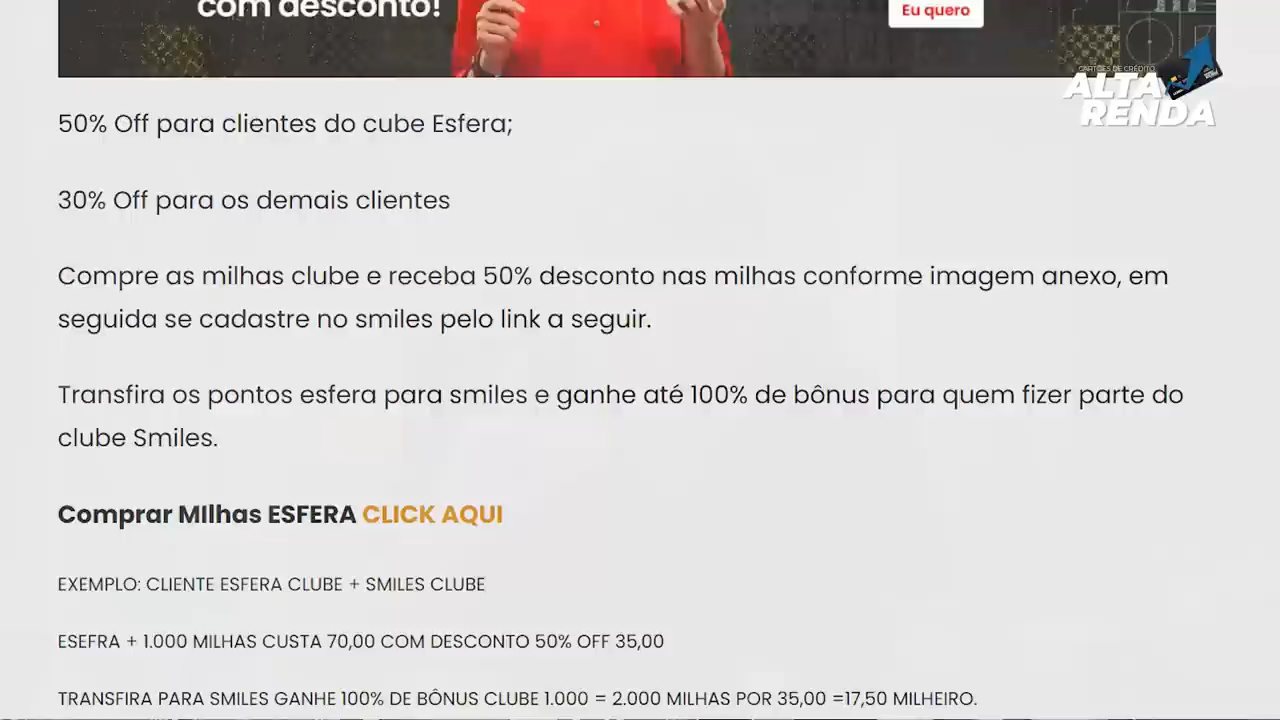 com desconto!
Eu quero
CARTÕES DE CRÉDITO
ALTA
RENDA
50% Off para clientes do cube Esfera;
30% Off para os demais clientes
Compre as milhas clube e receba 50% desconto nas milhas conforme imagem anexo, em
seguida se cadastre no smiles pelo link a seguir.
Transfira os pontos esfera para smiles e ganhe até 100% de bônus para quem fizer parte do
clube Smiles.
Comprar MIlhas ESFERA CLICK AQUI
EXEMPLO: CLIENTE ESFERA CLUBE + SMILES CLUBE
ESEFRA + 1.000 MILHAS CUSTA 70,00 COM DESCONTO 50% OFF 35,00
TRANSFIRA PARA SMILES GANHE 100% DE BÔNUS CLUBE 1.000 = 2.000 MILHAS POR 35,00 =17,50 MILHEIRO.